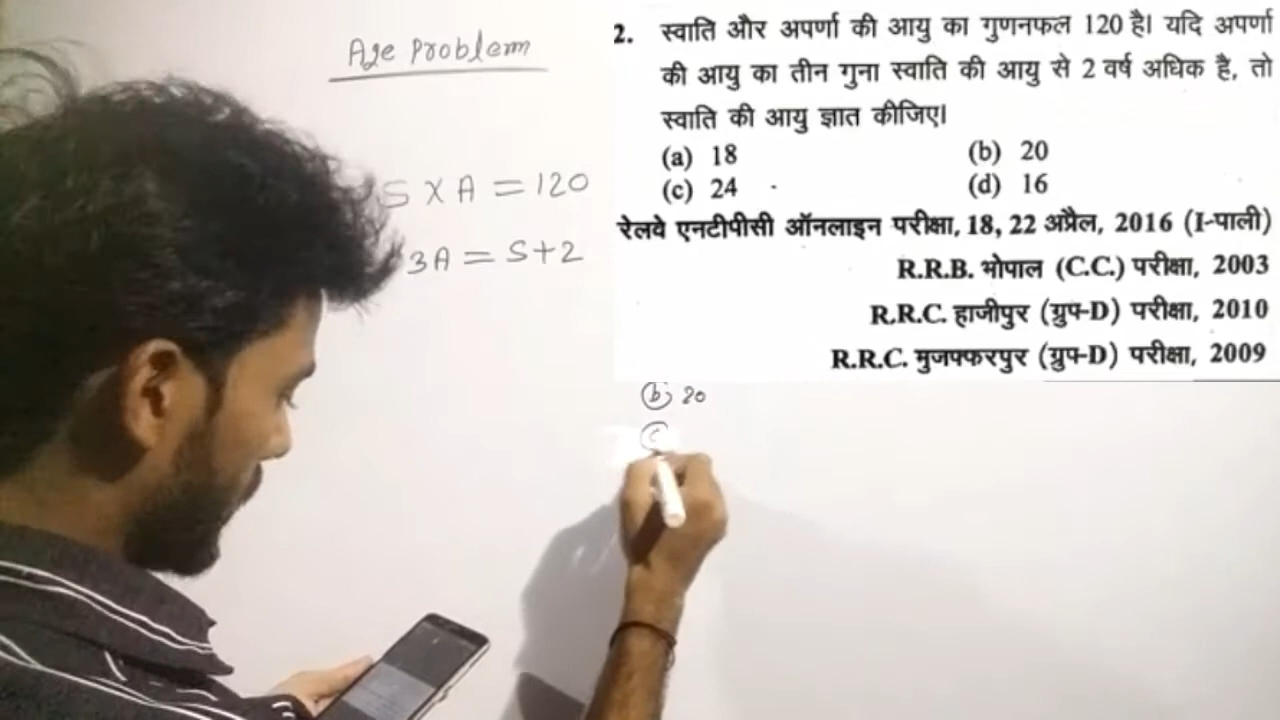 Age Problem
S X A = 120
3A = S+2
2. स्वाति और अपर्णा की आयु का गुणनफल 120 है। यदि अपर्णा
की आयु का तीन गुना स्वाति की आयु से 2 वर्ष अधिक है, तो
स्वाति की आयु ज्ञात कीजिए।
(a) 18 (b) 20
(c) 24 (d) 16
रेलवे एनटीपीसी ऑनलाइन परीक्षा, 18, 22 अप्रैल, 2016 (I-पाली)
R.R.B. भोपाल (C.C.) परीक्षा, 2003
R.R.C. हाजीपुर (ग्रुप-D) परीक्षा, 2010
R.R.C. मुजफ्फरपुर (ग्रुप-D) परीक्षा, 2009
(b) 20
(c